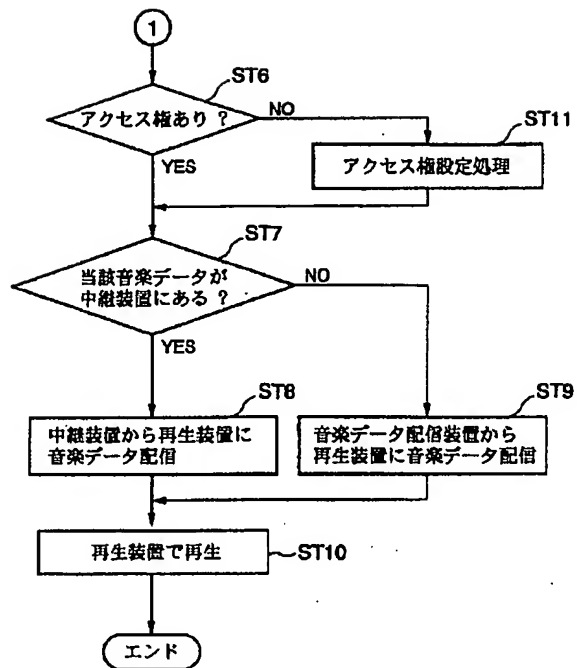 1
ST6
アクセス権あり ?
NO
ST11
アクセス権設定処理
YES
ST7
当該音楽データが
中継装置にある ?
NO
YES
ST8
中継装置から再生装置に
音楽データ配信
ST9
音楽データ配信装置から
再生装置に音楽データ配信
再生装置で再生
ST10
エンド